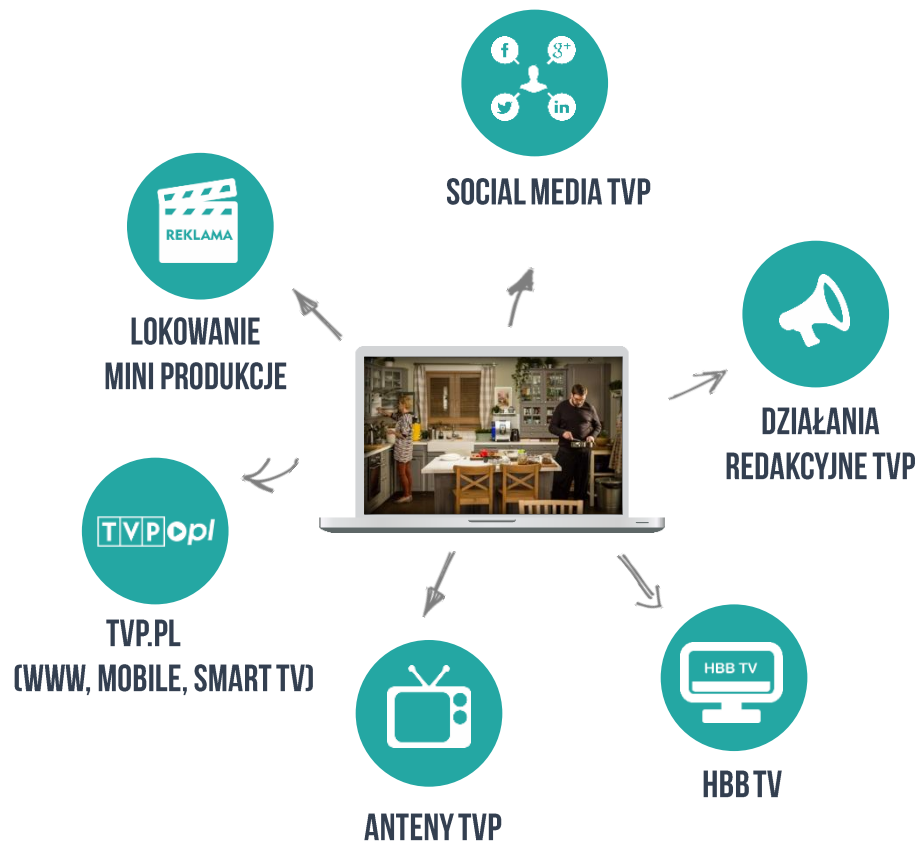 f
g+
in
SOCIAL MEDIA TVP
REKLAMA
LOKOWANIE
MINI PRODUKCJE
DZIAŁANIA
REDAKCYJNE TVP
TVP.pl
TVP.PL
(WWW, MOBILE, SMART TV)
HBB TV
HBB TV
ANTENY TVP